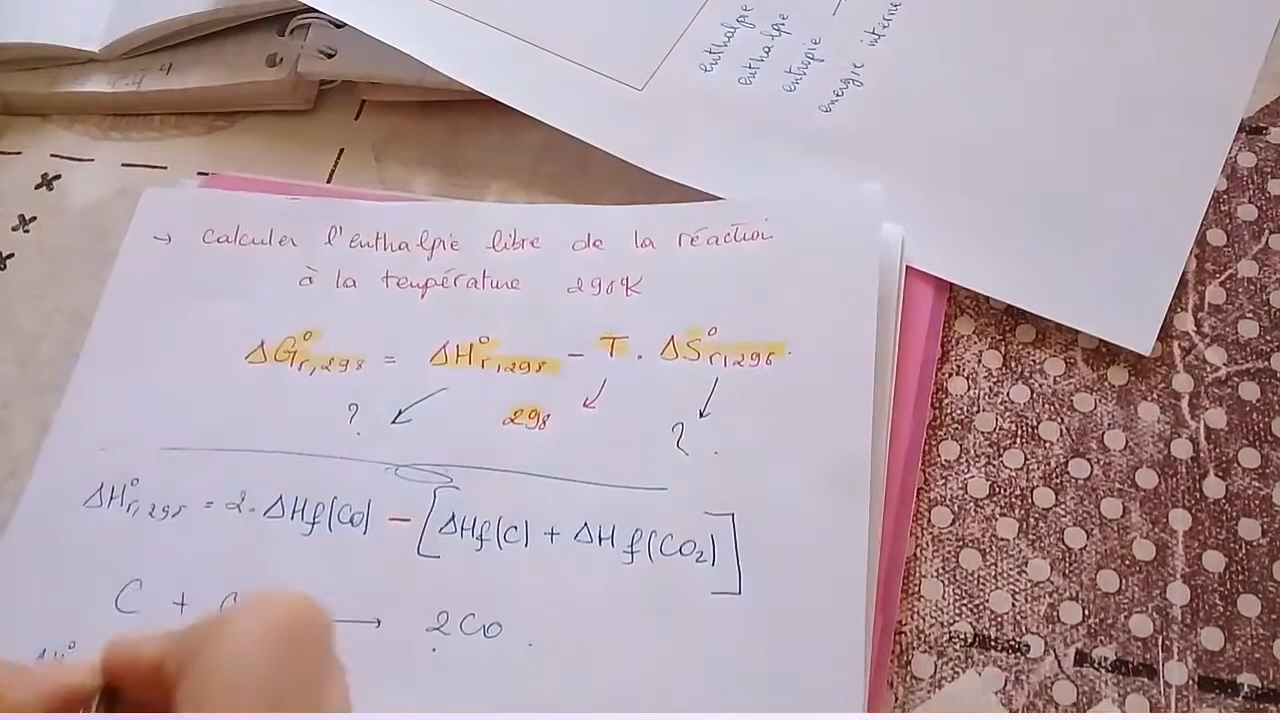 enthalpie
enthalpie
entropie →
energie interne
→ Calculer l'enthalpie libre de la réaction
à la température 298K
ΔG°r,298 = ΔH°r,298 - T . ΔS°r,298
? 298 ?
ΔH°r,298 = 2. ΔHf(CO) - [ΔHf(C) + ΔHf(CO₂)]
C + → 2CO .
ΔH°